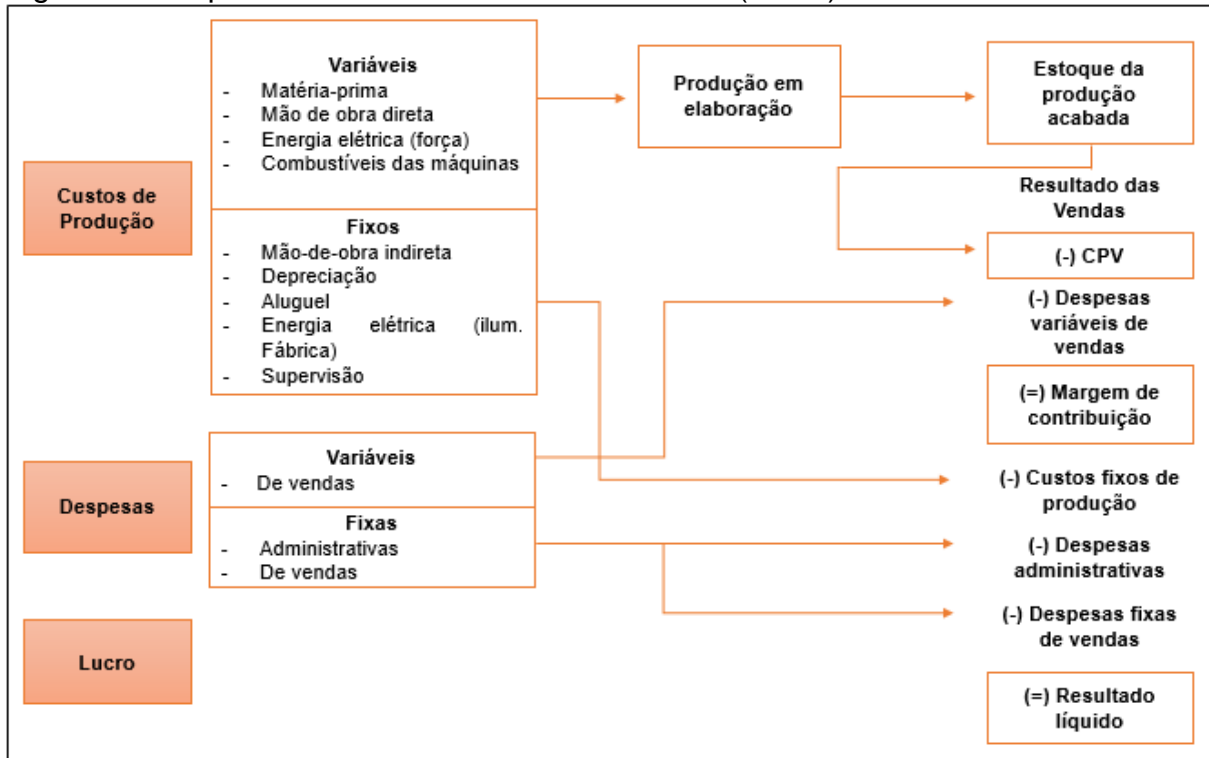 Custos de
Produção
Variáveis
- Matéria-prima
- Mão de obra direta
- Energia elétrica (força)
- Combustíveis das máquinas
Fixos
- Mão-de-obra indireta
- Depreciação
- Aluguel
- Energia elétrica (ilum.
Fábrica)
- Supervisão
Produção em
elaboração
Estoque da
produção
acabada
Resultado das
Vendas
(-) CPV
(-) Despesas
variáveis de
vendas
(=) Margem de
contribuição
Despesas
Variáveis
- De vendas
Fixas
- Administrativas
- De vendas
(-) Custos fixos de
produção
(-) Despesas
administrativas
(-) Despesas fixas
de vendas
Lucro
(=) Resultado
líquido